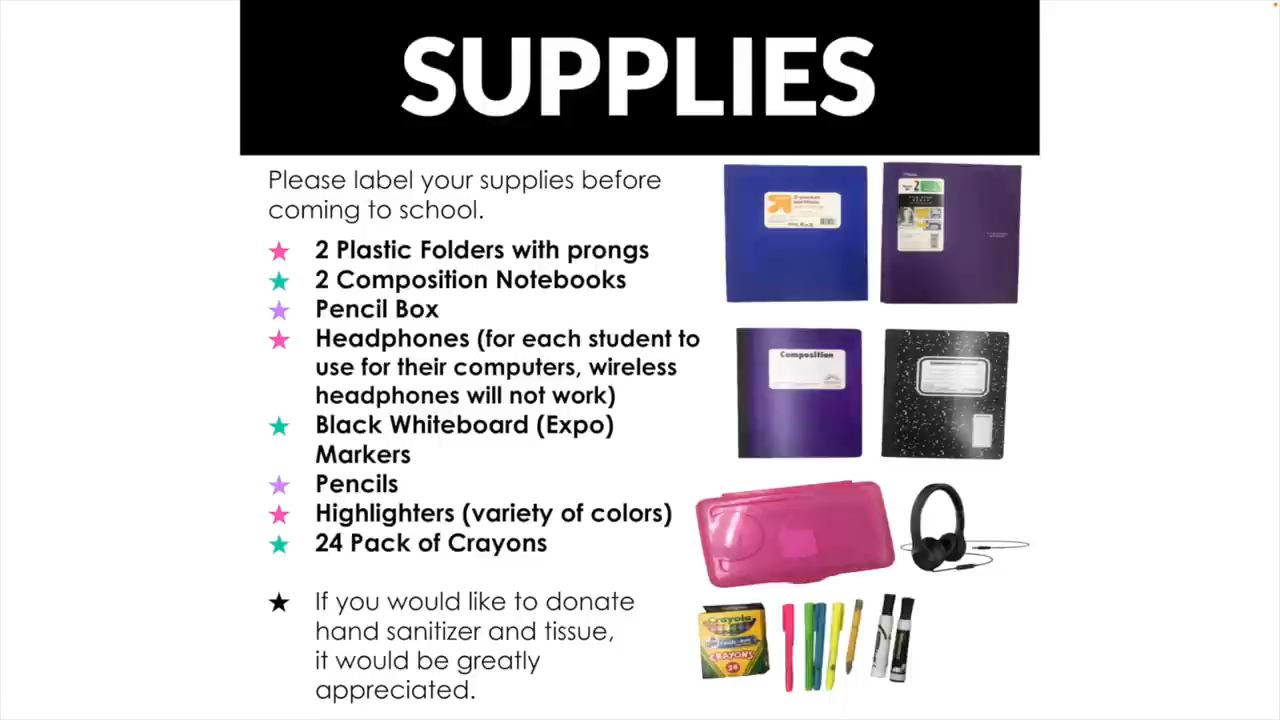 SUPPLIES
Please label your supplies before
coming to school.
2 Plastic Folders with prongs
2 Composition Notebooks
Pencil Box
Headphones (for each student to
use for their computers, wireless
headphones will not work)
Black Whiteboard (Expo)
Markers
Pencils
Highlighters (variety of colors)
24 Pack of Crayons
If you would like to donate
hand sanitizer and tissue,
it would be greatly
appreciated.
2
Composition
Crayola
CRAYONS
24